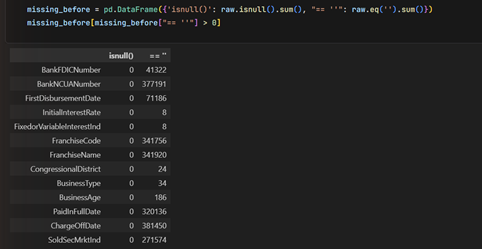 missing_before = pd.DataFrame({'isnull()': raw.isnull().sum(), "== ''": raw.eq('').sum()})
missing_before[missing_before["== ''"] > 0]
isnull() == ''
BankFDICNumber 0 41322
BankNCUANumber 0 377191
FirstDisbursementDate 0 71186
InitialInterestRate 0 8
FixedorVariableInterestInd 0 8
FranchiseCode 0 341756
FranchiseName 0 341920
CongressionalDistrict 0 24
BusinessType 0 34
BusinessAge 0 186
PaidInFullDate 0 320136
ChargeOffDate 0 381450
SoldSecMrktInd 0 271574